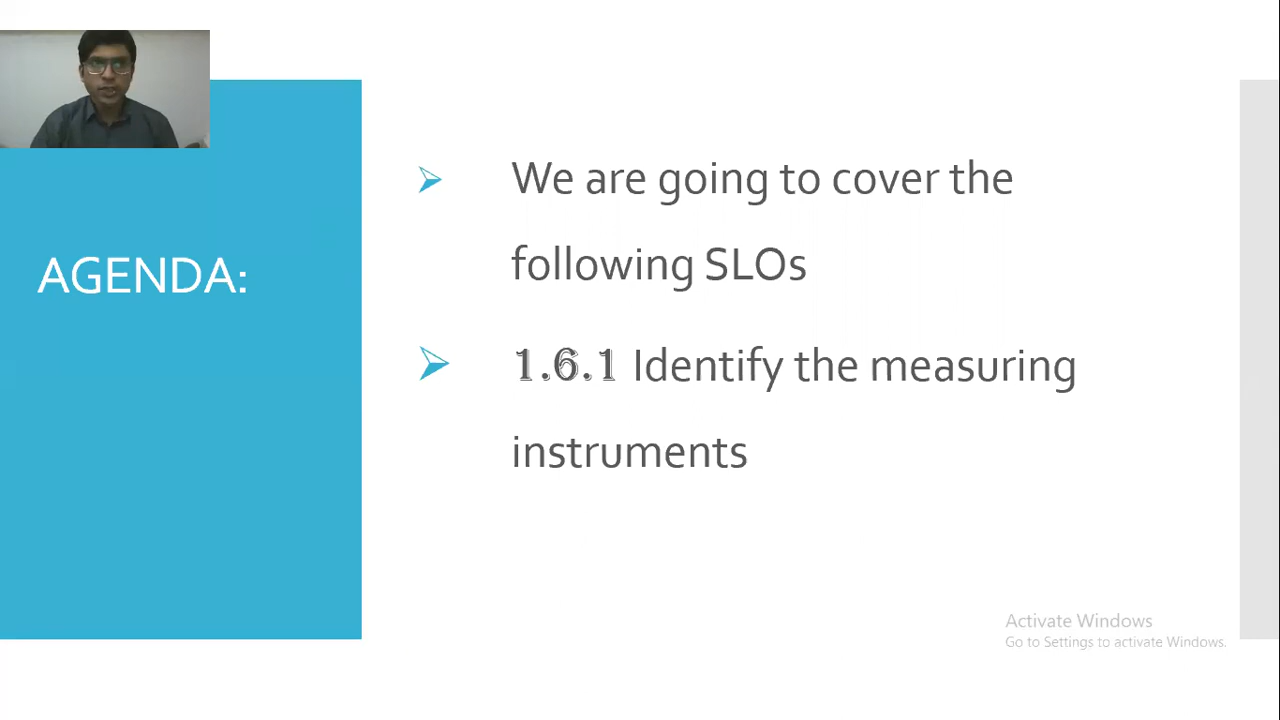 AGENDA:
We are going to cover the
following SLOs
1.6.1 Identify the measuring
instruments
Activate Windows
Go to Settings to activate Windows.